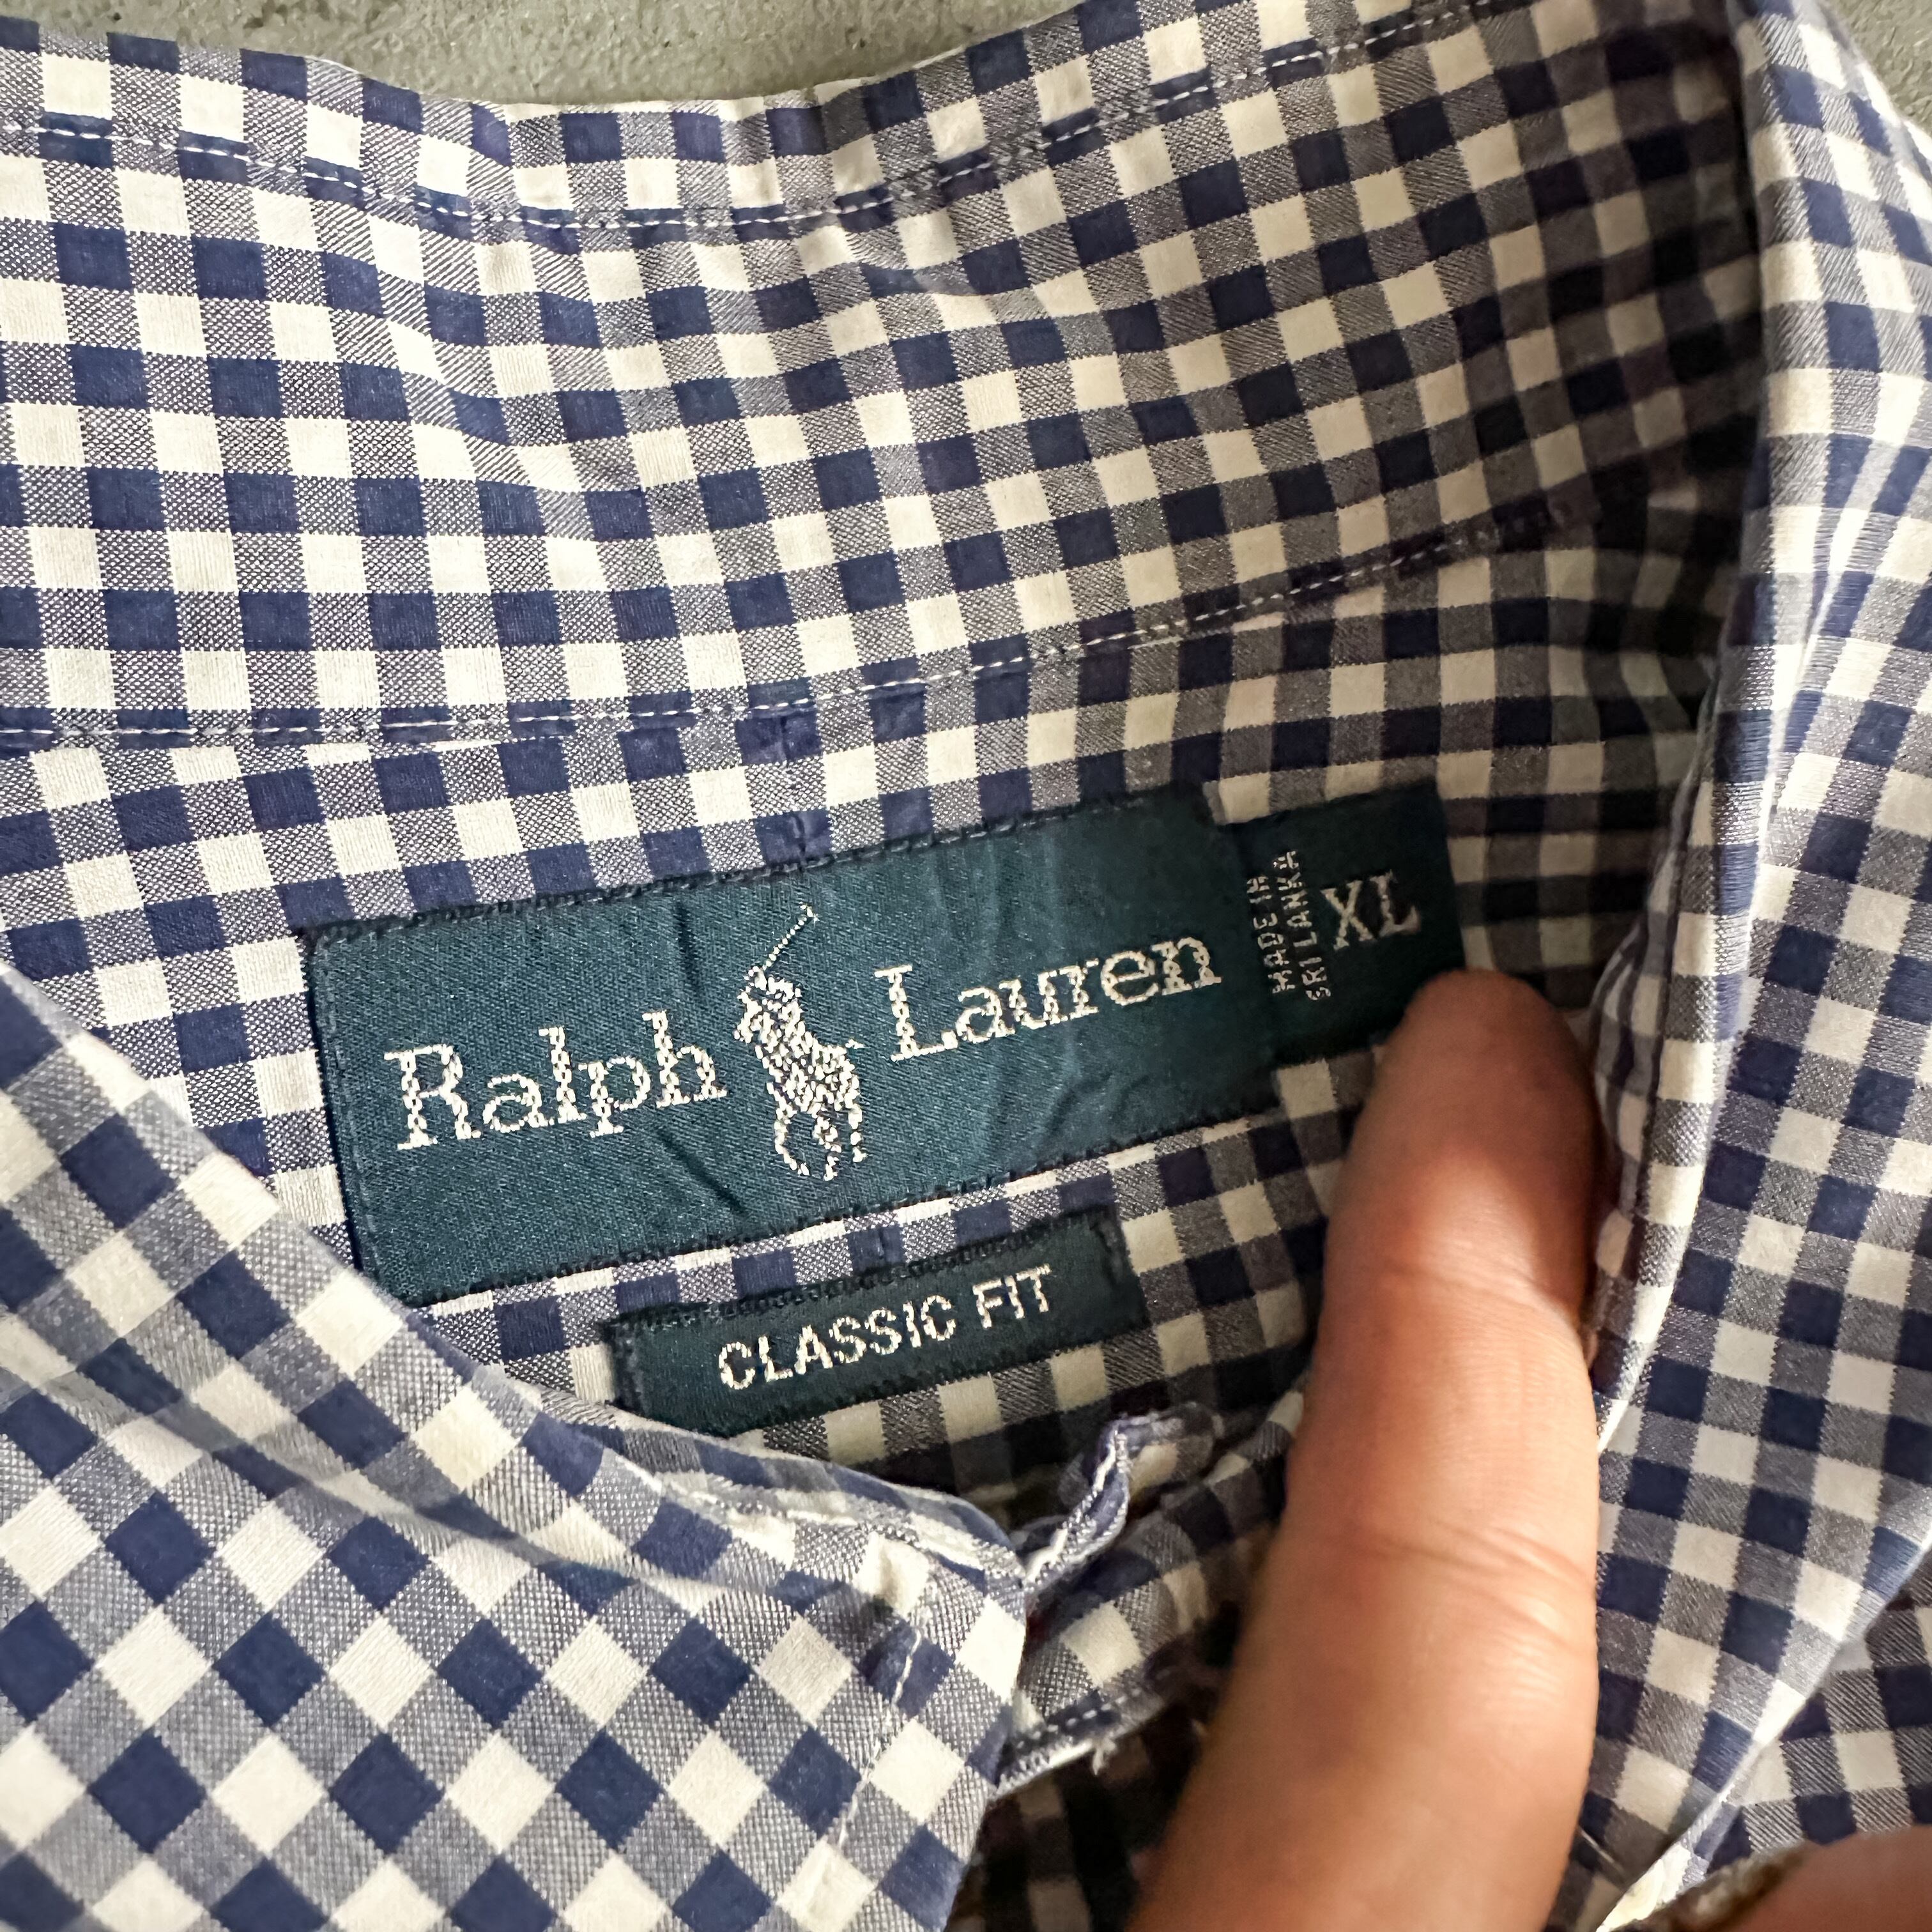 Ralph Lauren
MADE IN
SRI LANKA
XL
CLASSIC FIT